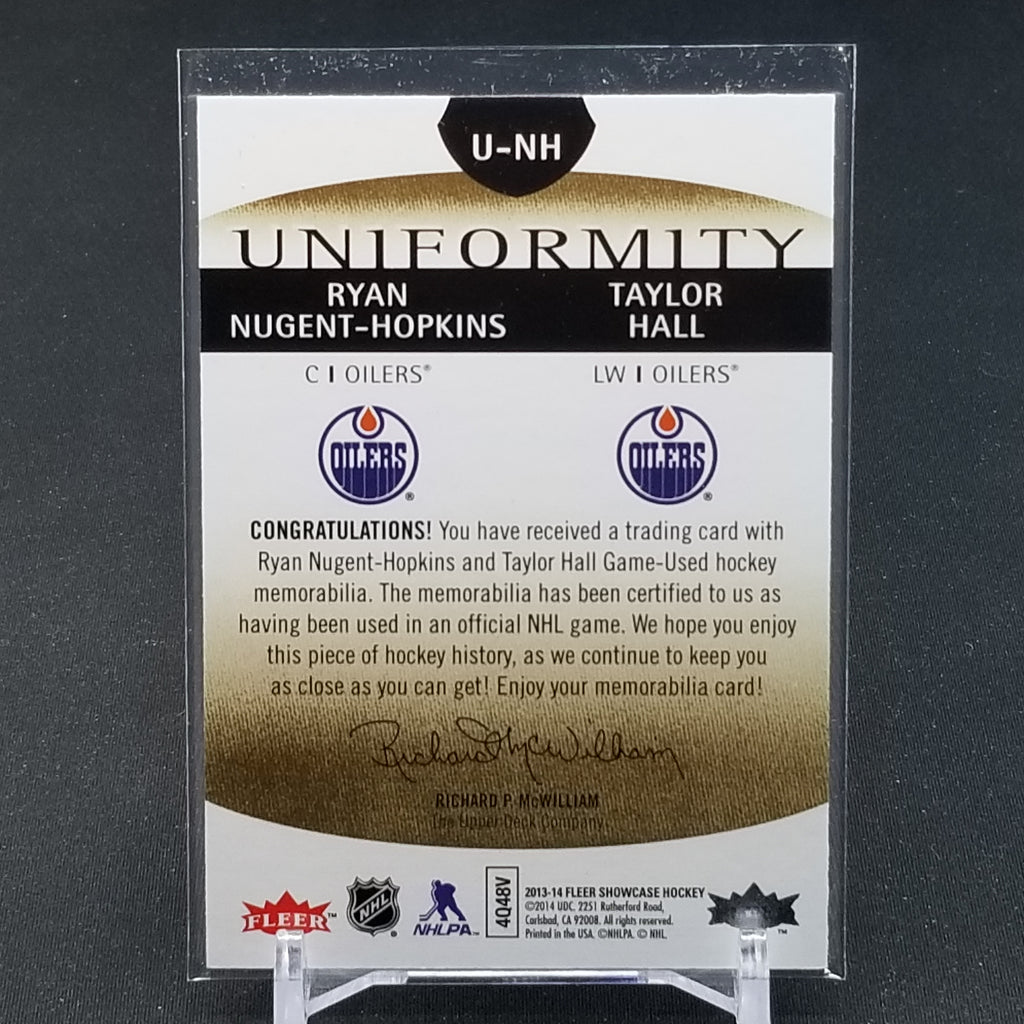 U-NH
UNIFORMITY
RYAN NUGENT-HOPKINS
TAYLOR HALL
C I OILERS®
LW I OILERS®
OILERS ®
OILERS ®
CONGRATULATIONS! You have received a trading card with
Ryan Nugent-Hopkins and Taylor Hall Game-Used hockey
memorabilia. The memorabilia has been certified to us as
having been used in an official NHL game. We hope you enjoy
this piece of hockey history, as we continue to keep you
as close as you can get! Enjoy your memorabilia card!
Richard McWilliam
RICHARD P. McWILLIAM
The Upper Deck Company
FLEER™
NHL ®
NHLPA™
4Q48V
2013-14 FLEER SHOWCASE HOCKEY
©2014 UDC. 2251 Rutherford Road,
Carlsbad, CA 92008. All rights reserved.
Printed in the USA. ©NHLPA. © NHL.
™